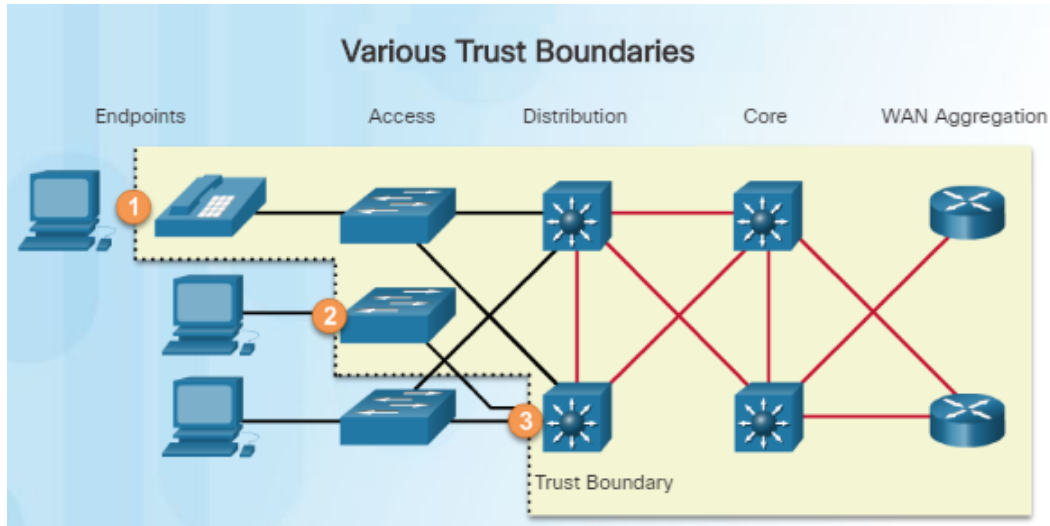 Various Trust Boundaries
Endpoints Access Distribution Core WAN Aggregation
1
2
3
Trust Boundary